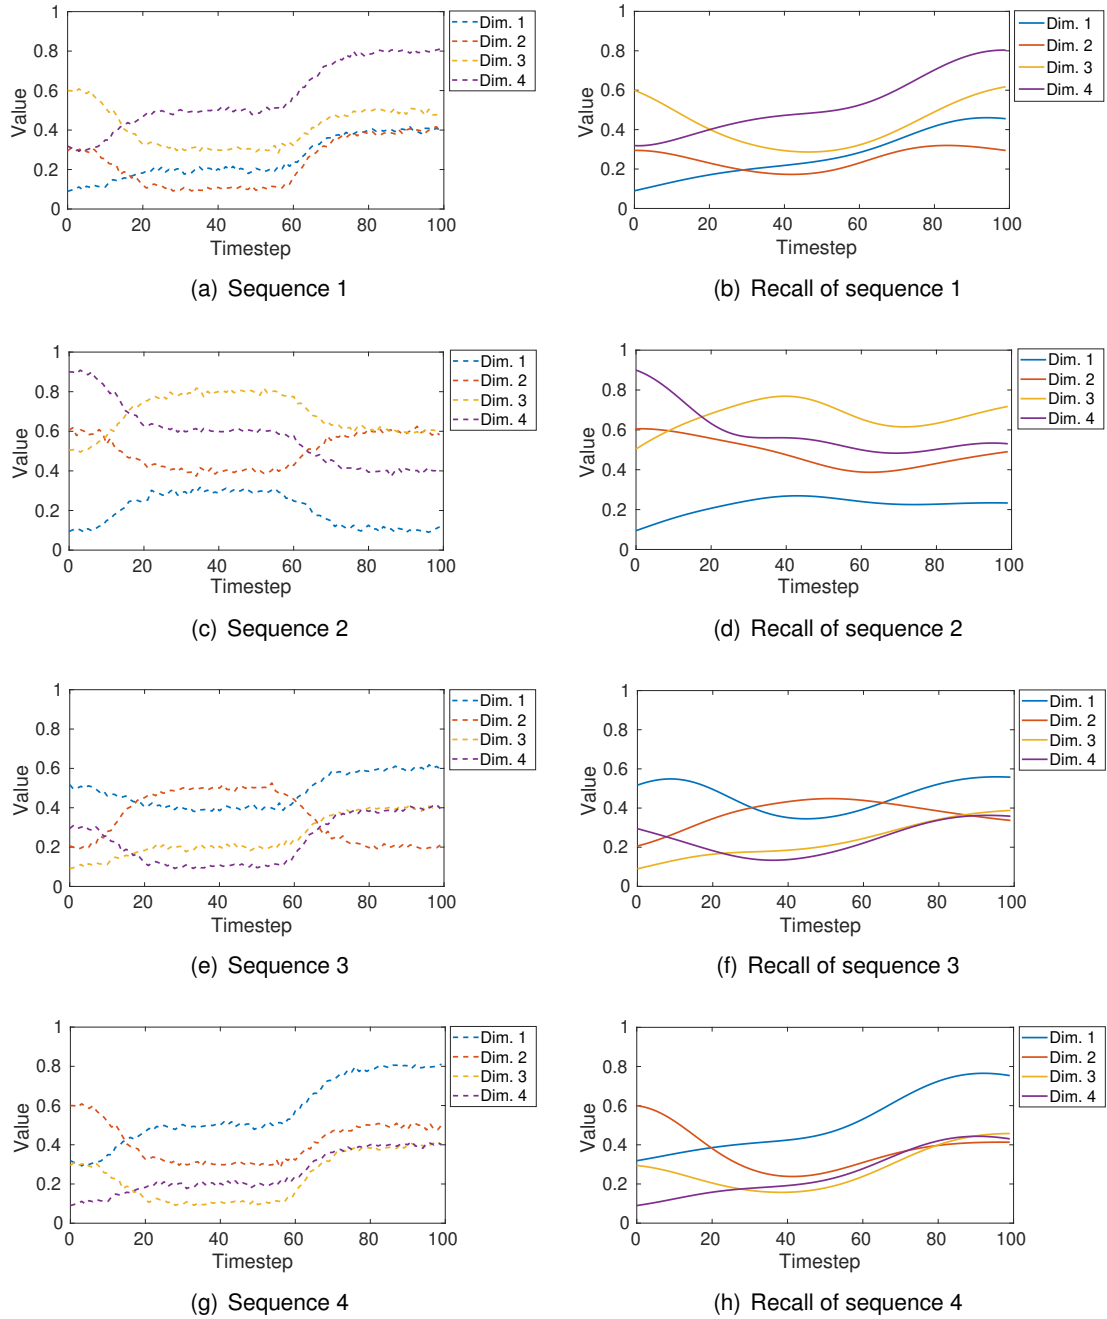 1
0.8
0.6
0.4
0.2
0
0
20
40
60
80
100
Value
Timestep
Dim. 1
Dim. 2
Dim. 3
Dim. 4
(a) Sequence 1
1
0.8
0.6
0.4
0.2
0
0
20
40
60
80
100
Value
Timestep
Dim. 1
Dim. 2
Dim. 3
Dim. 4
(b) Recall of sequence 1
1
0.8
0.6
0.4
0.2
0
0
20
40
60
80
100
Value
Timestep
Dim. 1
Dim. 2
Dim. 3
Dim. 4
(c) Sequence 2
1
0.8
0.6
0.4
0.2
0
0
20
40
60
80
100
Value
Timestep
Dim. 1
Dim. 2
Dim. 3
Dim. 4
(d) Recall of sequence 2
1
0.8
0.6
0.4
0.2
0
0
20
40
60
80
100
Value
Timestep
Dim. 1
Dim. 2
Dim. 3
Dim. 4
(e) Sequence 3
1
0.8
0.6
0.4
0.2
0
0
20
40
60
80
100
Value
Timestep
Dim. 1
Dim. 2
Dim. 3
Dim. 4
(f) Recall of sequence 3
1
0.8
0.6
0.4
0.2
0
0
20
40
60
80
100
Value
Timestep
Dim. 1
Dim. 2
Dim. 3
Dim. 4
(g) Sequence 4
1
0.8
0.6
0.4
0.2
0
0
20
40
60
80
100
Value
Timestep
Dim. 1
Dim. 2
Dim. 3
Dim. 4
(h) Recall of sequence 4